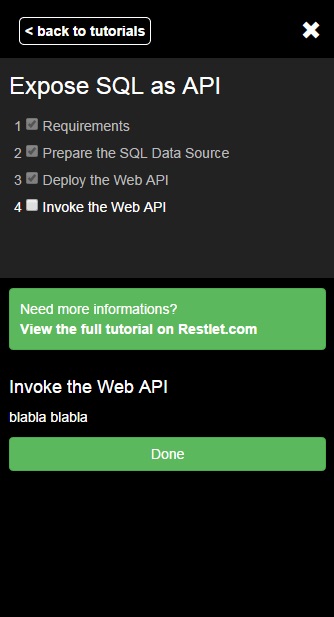 < back to tutorials
Expose SQL as API
1 Requirements
2 Prepare the SQL Data Source
3 Deploy the Web API
4 Invoke the Web API
Need more informations?
View the full tutorial on Restlet.com
Invoke the Web API
blabla blabla
Done